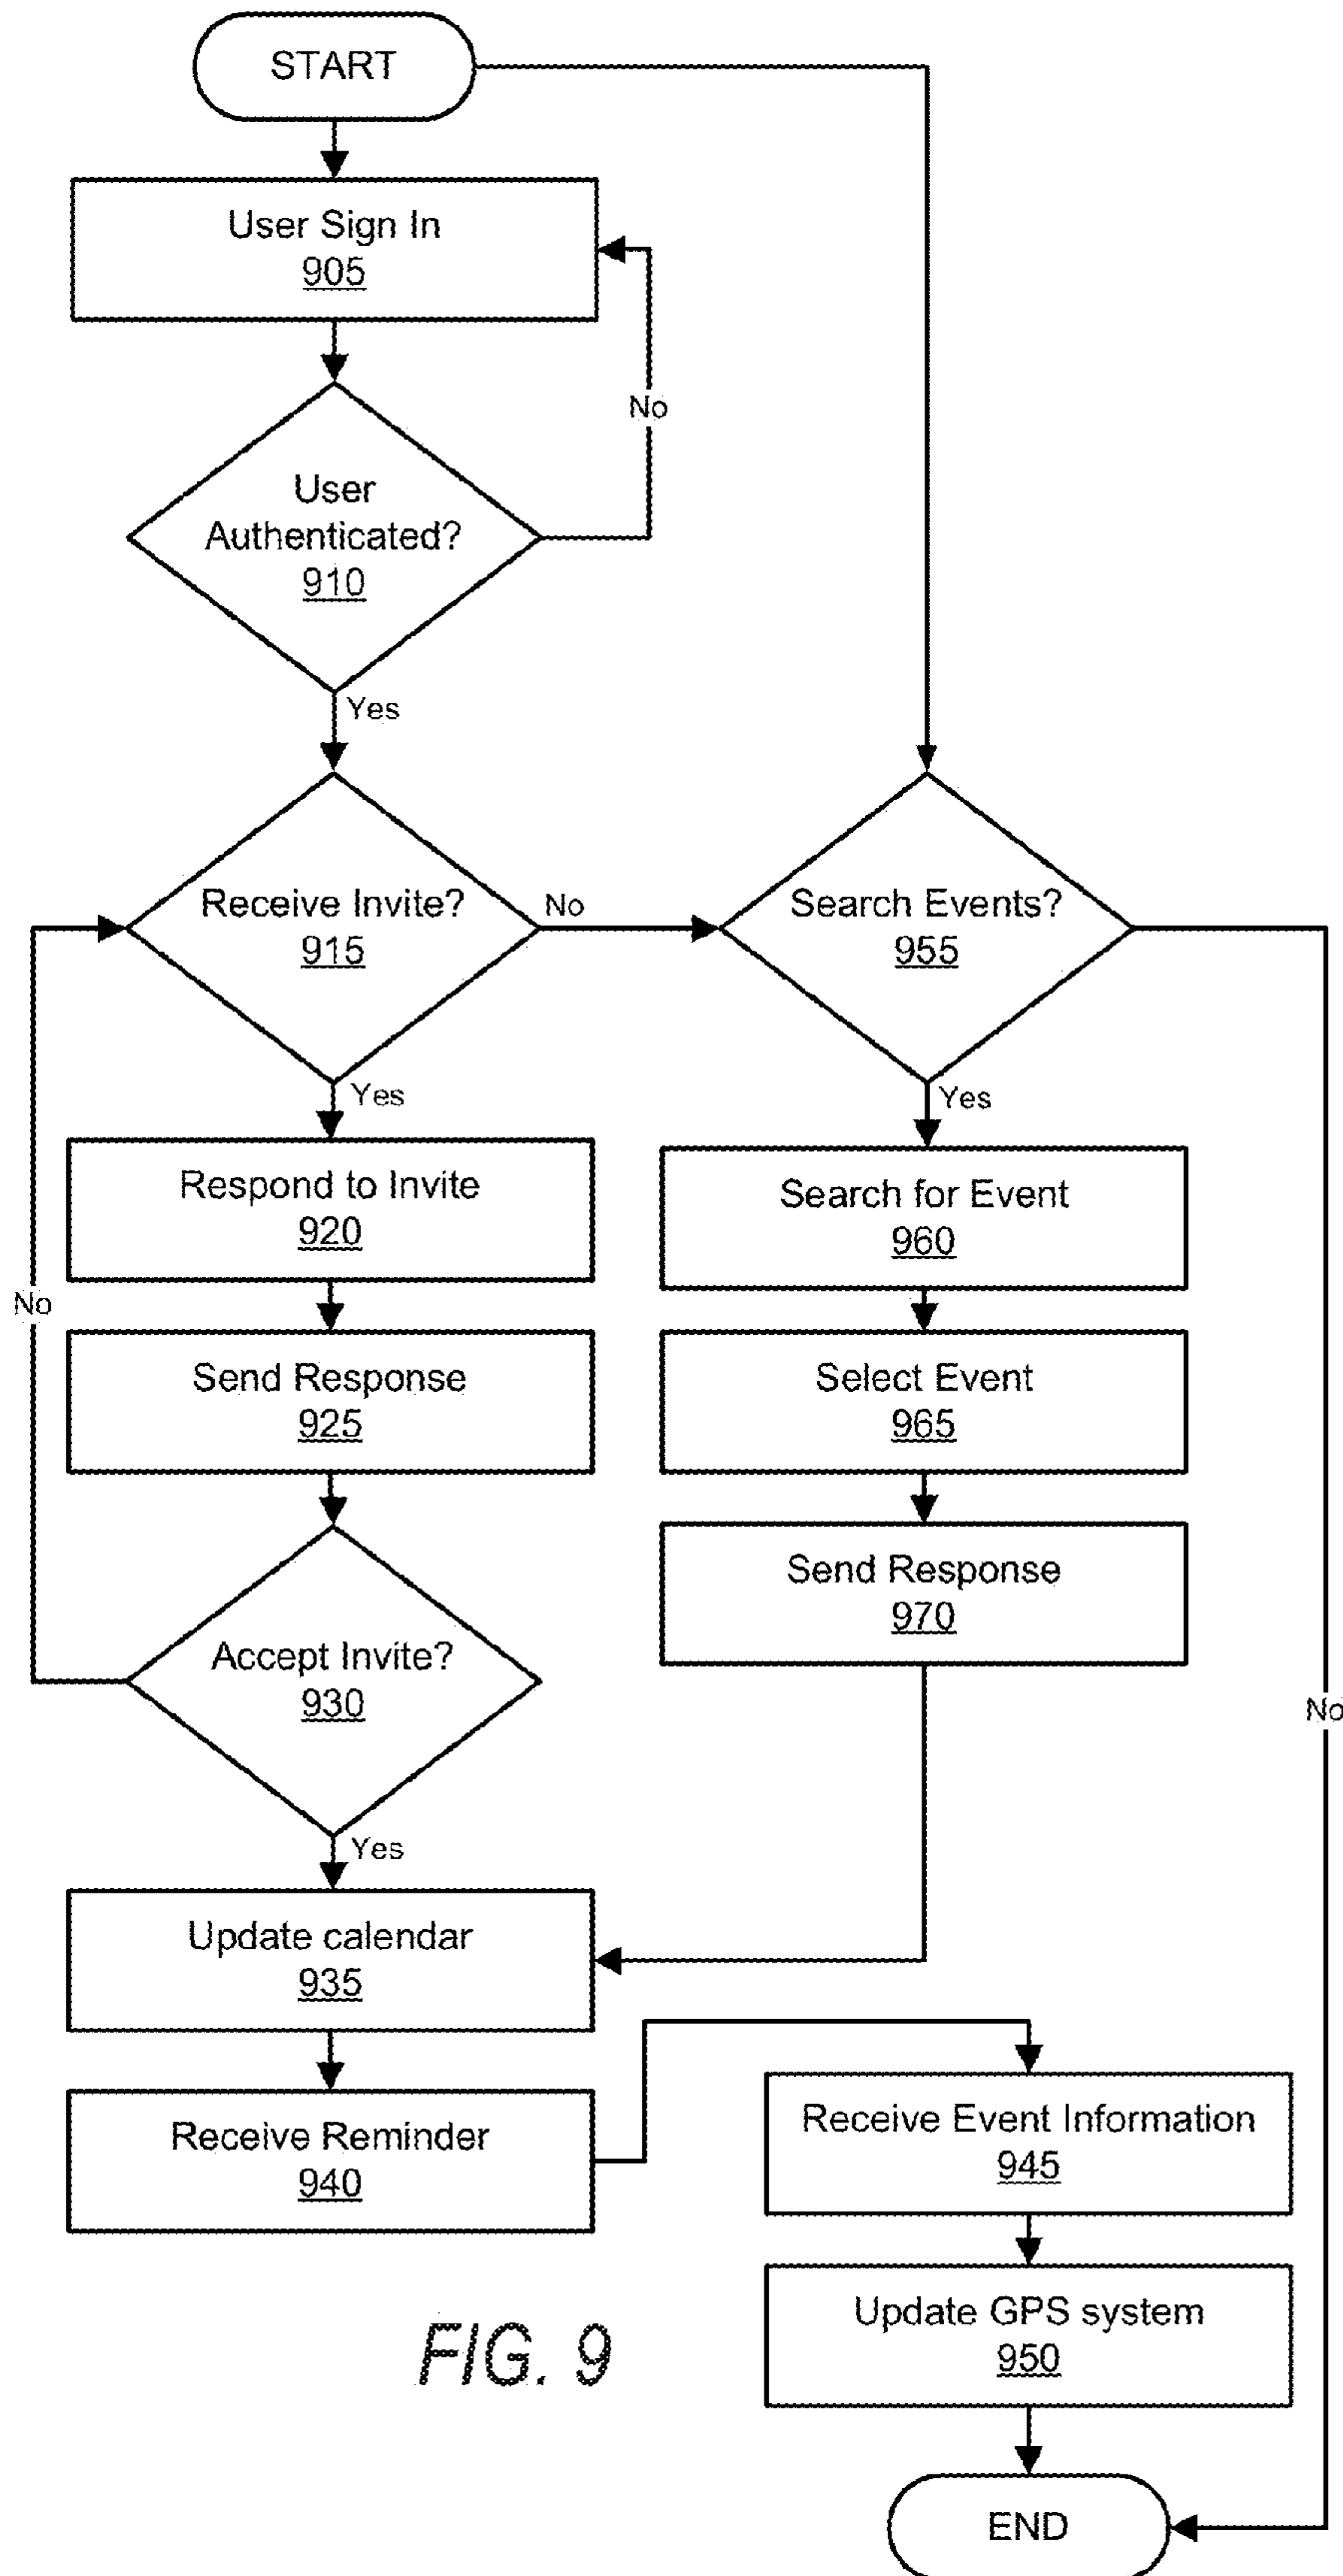 START
User Sign In
905
No
User
Authenticated?
910
Yes
Receive Invite?
915
No
Search Events?
955
Yes
Respond to Invite
920
Yes
Search for Event
960
No
Send Response
925
Select Event
965
Send Response
970
Accept Invite?
930
No
Yes
Update calendar
935
Receive Reminder
940
Receive Event Information
945
Update GPS system
950
FIG. 9
END